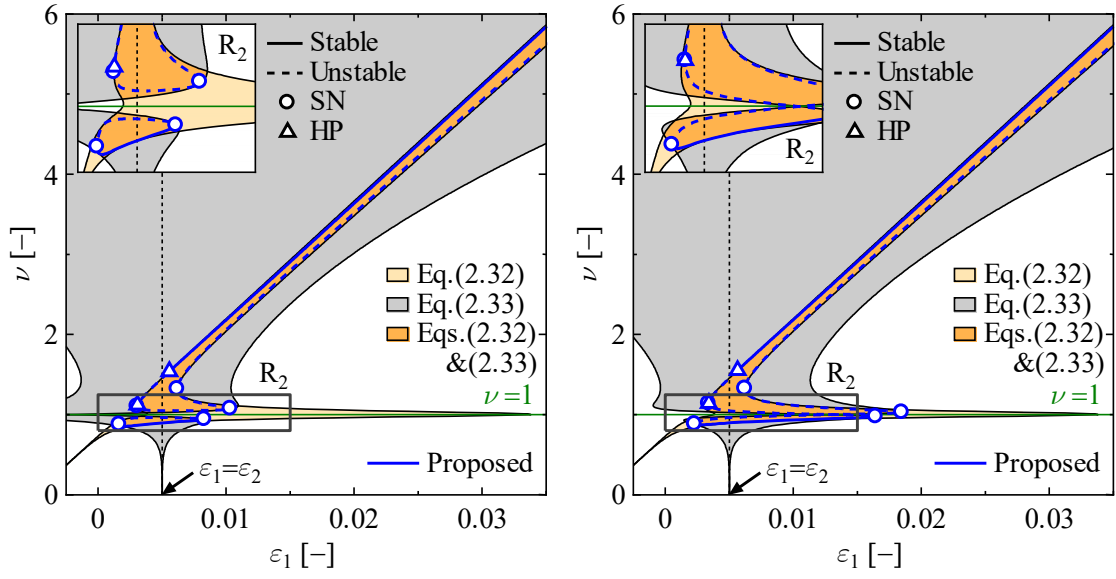 6
4
2
0
ν [−]
R₂
Stable
Unstable
SN
HP
Eq.(2.32)
Eq.(2.33)
Eqs.(2.32)
&(2.33)
ν=1
R₂
Proposed
ε₁=ε₂
0
0.01
0.02
0.03
ε₁ [−]
6
4
2
0
ν [−]
R₂
Stable
Unstable
SN
HP
Eq.(2.32)
Eq.(2.33)
Eqs.(2.32)
&(2.33)
ν=1
R₂
Proposed
ε₁=ε₂
0
0.01
0.02
0.03
ε₁ [−]